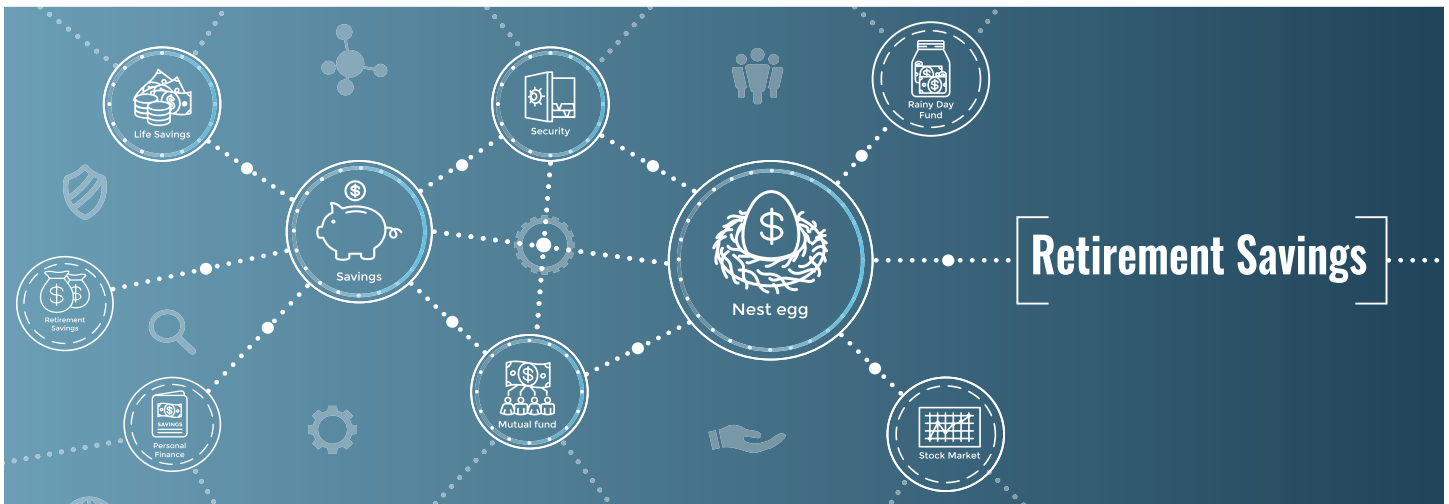 Life Savings
Security
Rainy Day
Fund
$
Savings
$
Nest egg
Retirement Savings
$ $
Retirement
Savings
$
SAVINGS
Personal
Finance
$
Mutual fund
Stock Market